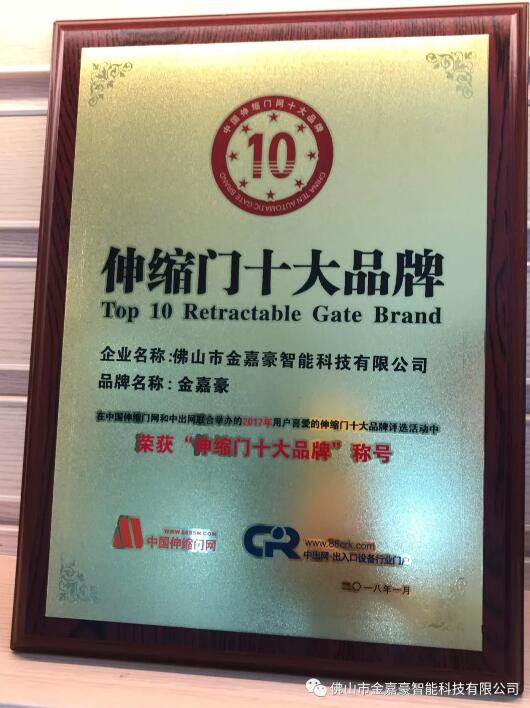 中国伸缩门网十大品牌
10
CHINA TEN AUTOMATIC GATE BRAND
伸缩门十大品牌
Top 10 Retractable Gate Brand
企业名称:佛山市金嘉豪智能科技有限公司
品牌名称:金嘉豪
在中国伸缩门网和中出网联合举办的2017年用户喜爱的伸缩门十大品牌评选活动中
荣获“伸缩门十大品牌”称号
中国伸缩门网
www.86crk.com
中出网·出入口设备行业门户
二〇一八年一月
佛山市金嘉豪智能科技有限公司